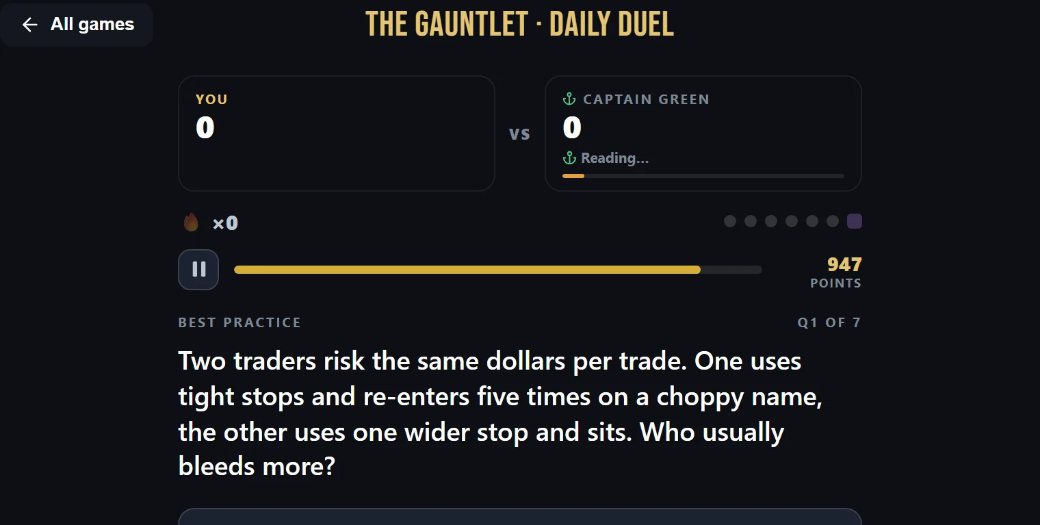 All games
THE GAUNTLET · DAILY DUEL
YOU
0
VS
CAPTAIN GREEN
0
Reading...
×0
947
POINTS
BEST PRACTICE
Q1 OF 7
Two traders risk the same dollars per trade. One uses
tight stops and re-enters five times on a choppy name,
the other uses one wider stop and sits. Who usually
bleeds more?